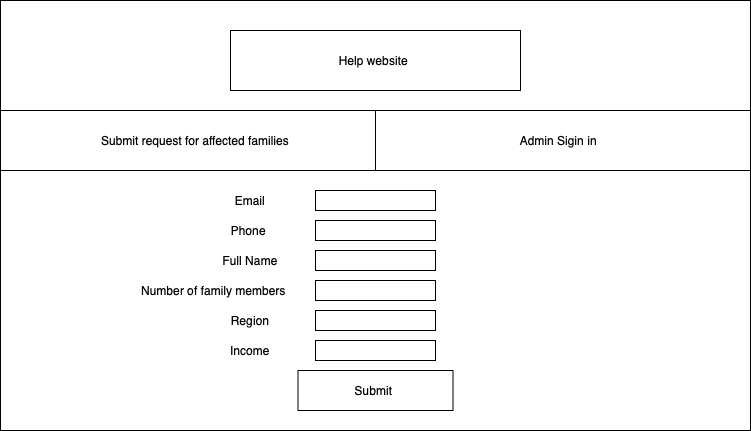 Help website
Submit request for affected families
Admin Sigin in
Email
Phone
Full Name
Number of family members
Region
Income
Submit